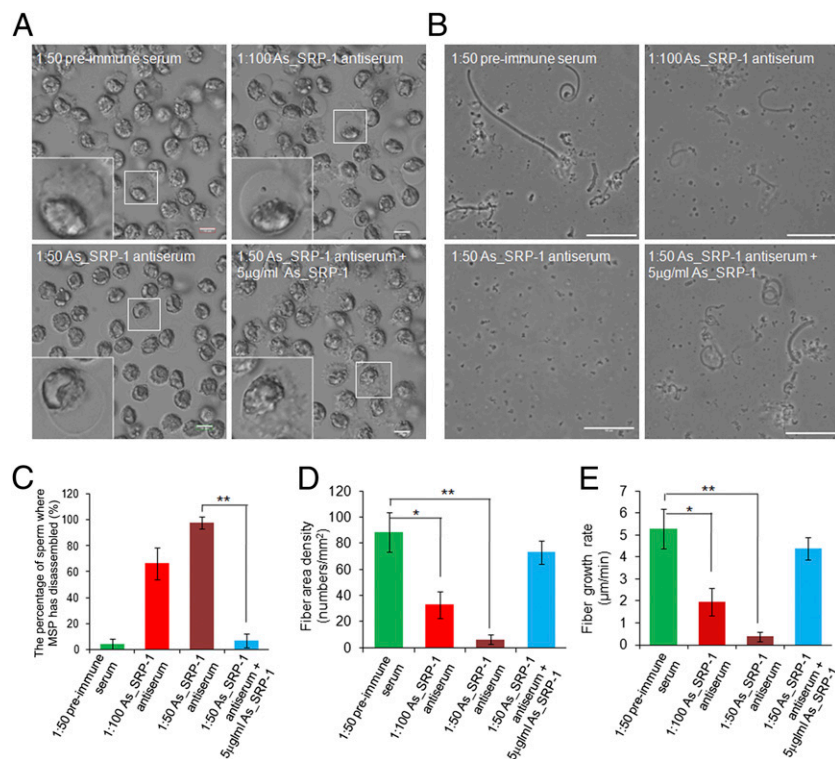 A
B
1:50 pre-immune serum
1:100 As_SRP-1 antiserum
1:50 As_SRP-1 antiserum
1:50 As_SRP-1 antiserum +
5μg/ml As_SRP-1
1:50 pre-immune serum
1:100 As_SRP-1 antiserum
1:50 As_SRP-1 antiserum
1:50 As_SRP-1 antiserum +
5μg/ml As_SRP-1
C
The percentage of sperm where
MSP has disassembled (%)
120
100
80
60
40
20
0
**
1:50 pre-immune
serum
1:100 As_SRP-1
antiserum
1:50 As_SRP-1
antiserum
1:50 As_SRP-1
antiserum +
5μglml As_SRP-1
D
Fiber area density
(numbers/mm²)
120
100
80
60
40
20
0
**
*
1:50 pre-immune
serum
1:100 As_SRP-1
antiserum
1:50 As_SRP-1
antiserum
1:50 As_SRP-1
antiserum +
5μglml As_SRP-1
E
Fiber growth rate
(μm/min)
7
6
5
4
3
2
1
0
**
*
1:50 pre-immune
serum
1:100 As_SRP-1
antiserum
1:50 As_SRP-1
antiserum
1:50 As_SRP-1
antiserum +
5μglml As_SRP-1